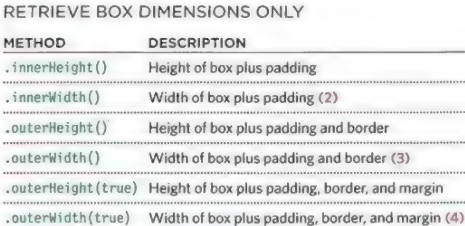 RETRIEVE BOX DIMENSIONS ONLY
METHOD DESCRIPTION
.innerHeight() Height of box plus padding
.innerWidth() Width of box plus padding (2)
.outerHeight() Height of box plus padding and border
.outerWidth() Width of box plus padding and border (3)
.outerHeight(true) Height of box plus padding, border, and margin
.outerWidth(true) Width of box plus padding, border, and margin (4)